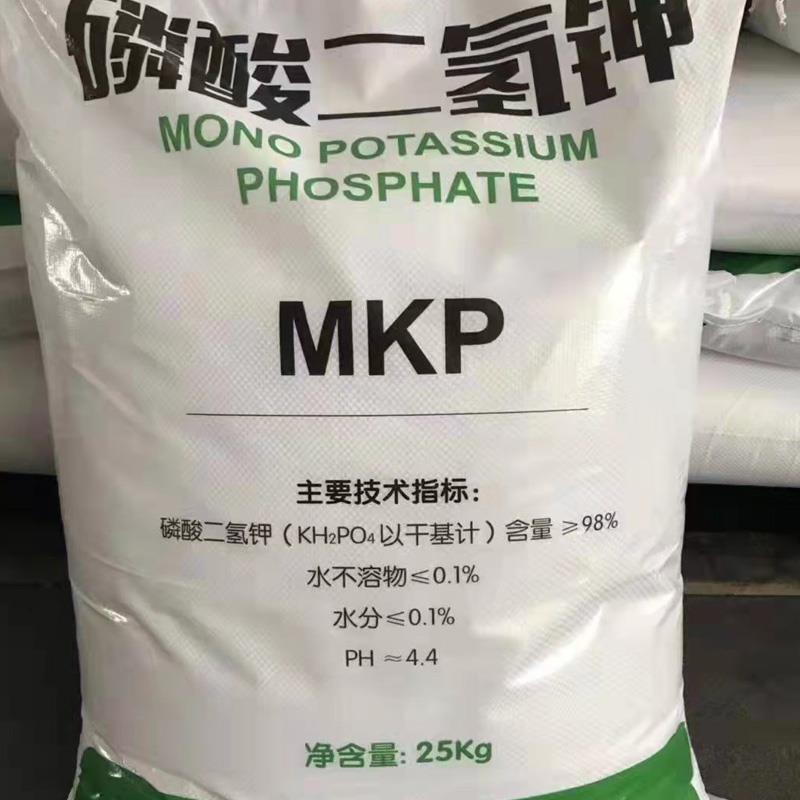 磷酸二氢钾
MONO POTASSIUM
PHOSPHATE
MKP
主要技术指标：
磷酸二氢钾（KH₂PO₄以干基计）含量 ≥98%
水不溶物≤0.1%
水分≤0.1%
PH ≈4.4
净含量: 25Kg